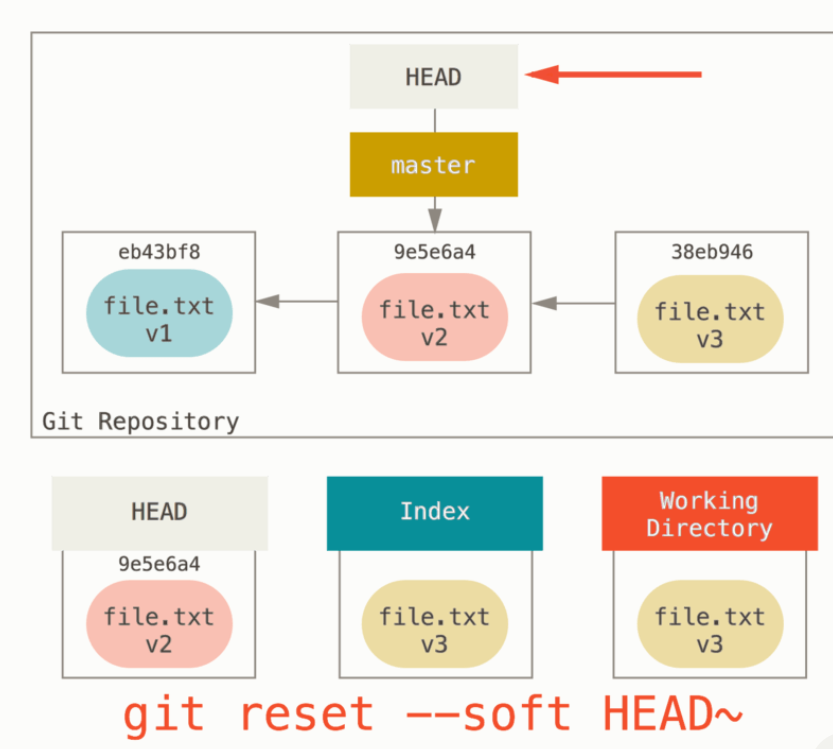 HEAD
master
eb43bf8
file.txt
v1
9e5e6a4
file.txt
v2
38eb946
file.txt
v3
Git Repository
HEAD
9e5e6a4
file.txt
v2
Index
file.txt
v3
Working
Directory
file.txt
v3
git reset --soft HEAD~